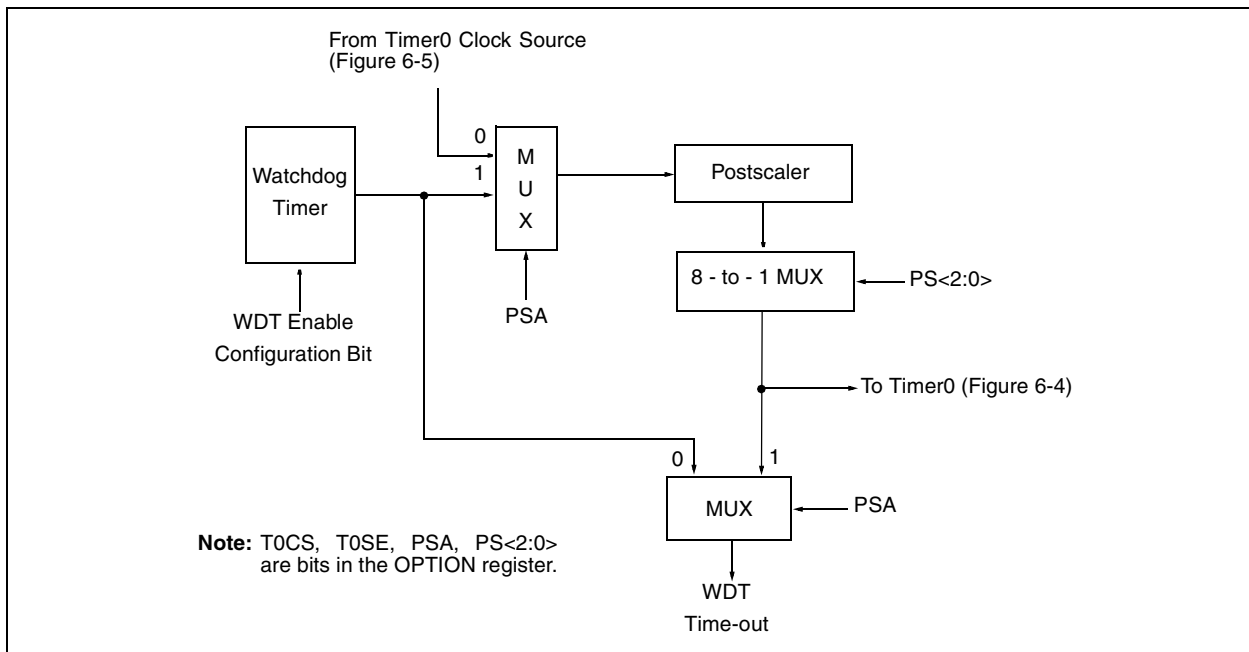 From Timer0 Clock Source
(Figure 6-5)
0
1
M
U
X
Watchdog
Timer
Postscaler
8 - to - 1 MUX
PS<2:0>
PSA
WDT Enable
Configuration Bit
To Timer0 (Figure 6-4)
0
1
MUX
PSA
Note: T0CS, T0SE, PSA, PS<2:0>
are bits in the OPTION register.
WDT
Time-out